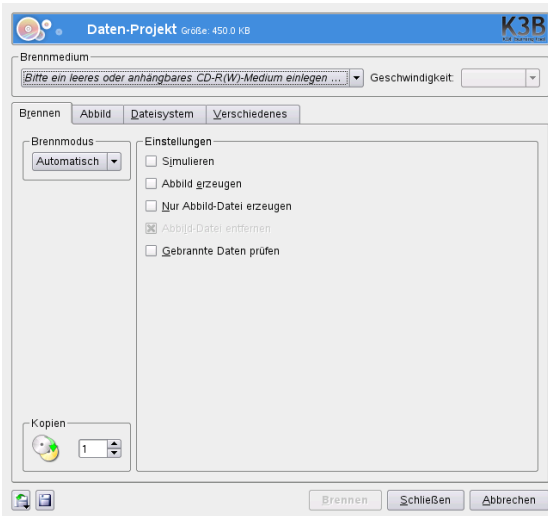 Daten-Projekt Größe: 450.0 KB
K3B
Brennmedium
Bitte ein leeres oder anhängbares CD-R(W)-Medium einlegen ...
Geschwindigkeit:
Brennen Abbild Dateisystem Verschiedenes
Brennmodus
Automatisch
Einstellungen
Simulieren
Abbild erzeugen
Nur Abbild-Datei erzeugen
Abbild-Datei entfernen
Gebrannte Daten prüfen
Kopien
1
Brennen Schließen Abbrechen